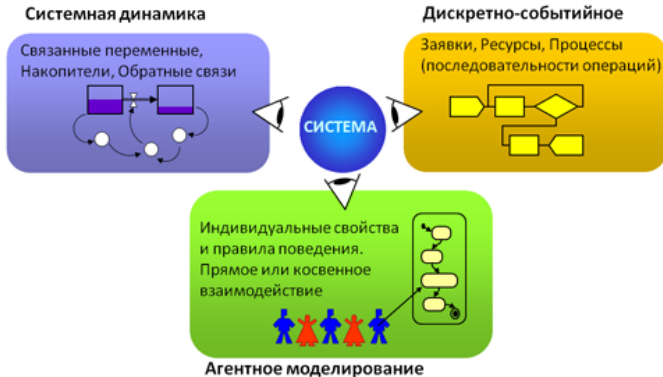 Системная динамика
Связанные переменные,
Накопители, Обратные связи
Дискретно-событийное
Заявки, Ресурсы, Процессы
(последовательности операций)
СИСТЕМА
Индивидуальные свойства
и правила поведения.
Прямое или косвенное
взаимодействие
Агентное моделирование